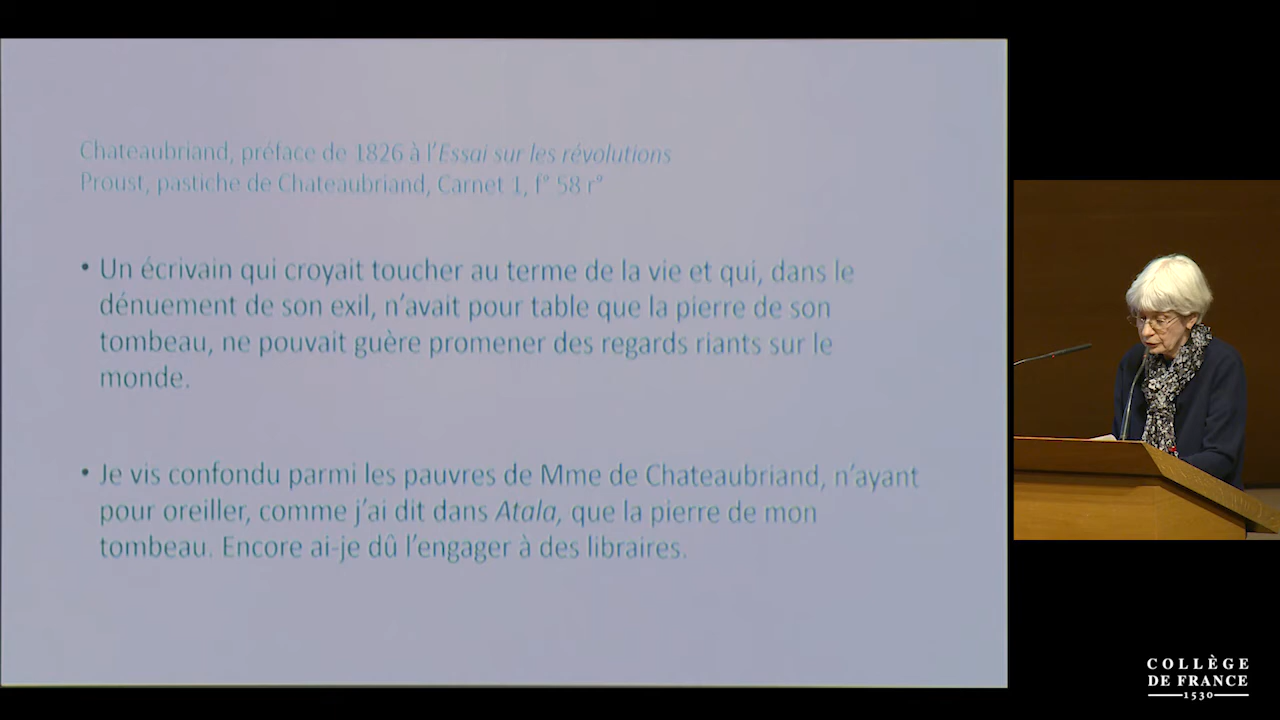 Chateaubriand, préface de 1826 à l'Essai sur les révolutions
Proust, pastiche de Chateaubriand, Carnet 1, f° 58 r°
• Un écrivain qui croyait toucher au terme de la vie et qui, dans le
dénuement de son exil, n'avait pour table que la pierre de son
tombeau, ne pouvait guère promener des regards riants sur le
monde.
• Je vis confondu parmi les pauvres de Mme de Chateaubriand, n'ayant
pour oreiller, comme j'ai dit dans Atala, que la pierre de mon
tombeau. Encore ai-je dû l'engager à des libraires.
COLLÈGE
DE FRANCE
1530